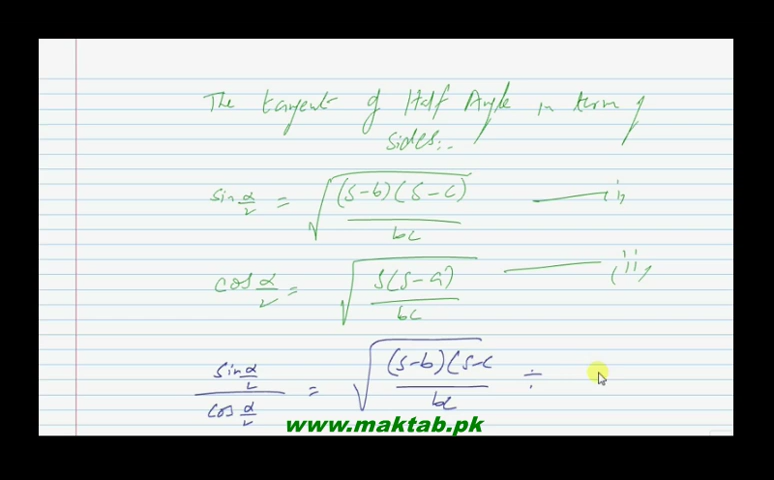 The tangent of Half Angle in term of
sides:-
sin α/2 = √((s-b)(s-c)/bc) — (i)
cos α/2 = √(s(s-a)/bc) — (ii)
sin α/2 / cos α/2 = √((s-b)(s-c/bc) ÷
www.maktab.pk